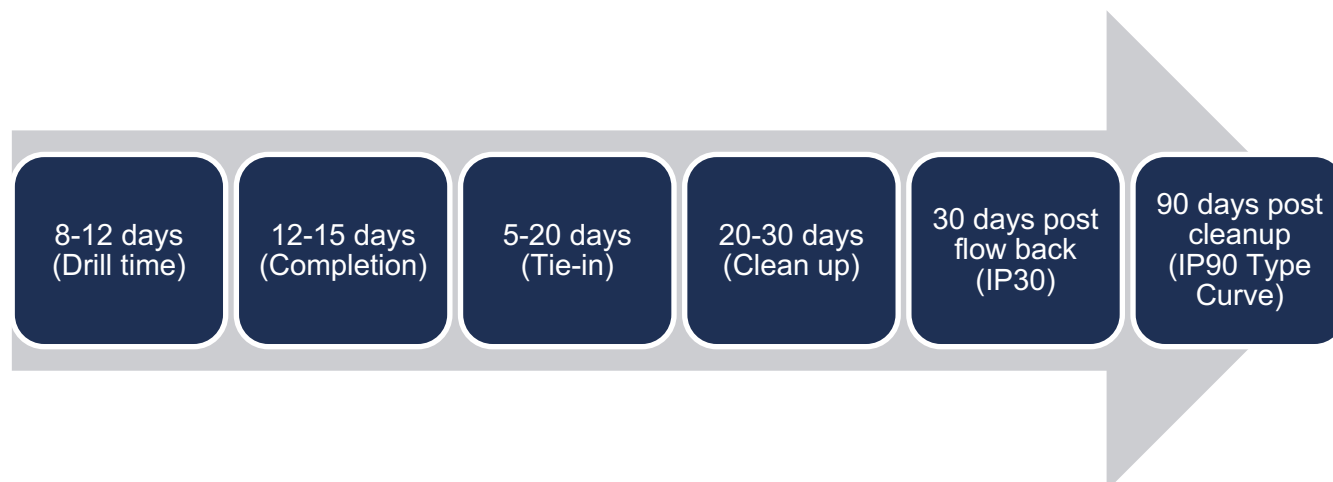 8-12 days
(Drill time)
12-15 days
(Completion)
5-20 days
(Tie-in)
20-30 days
(Clean up)
30 days post
flow back
(IP30)
90 days post
cleanup
(IP90 Type
Curve)